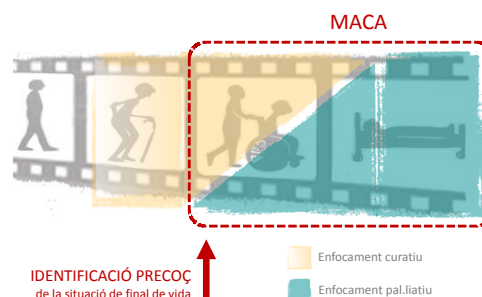 MACA
Enfocament curatiu
IDENTIFICACIÓ PRECOÇ
de la situació de final de vida
Enfocament pal.liatiu